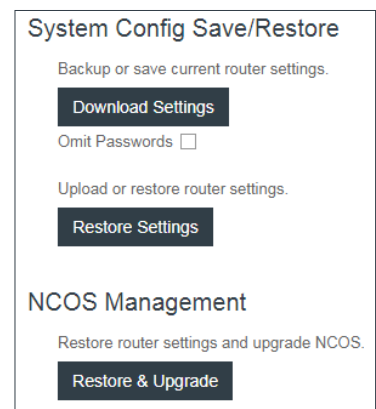 System Config Save/Restore
Backup or save current router settings.
Download Settings
Omit Passwords
Upload or restore router settings.
Restore Settings
NCOS Management
Restore router settings and upgrade NCOS.
Restore & Upgrade